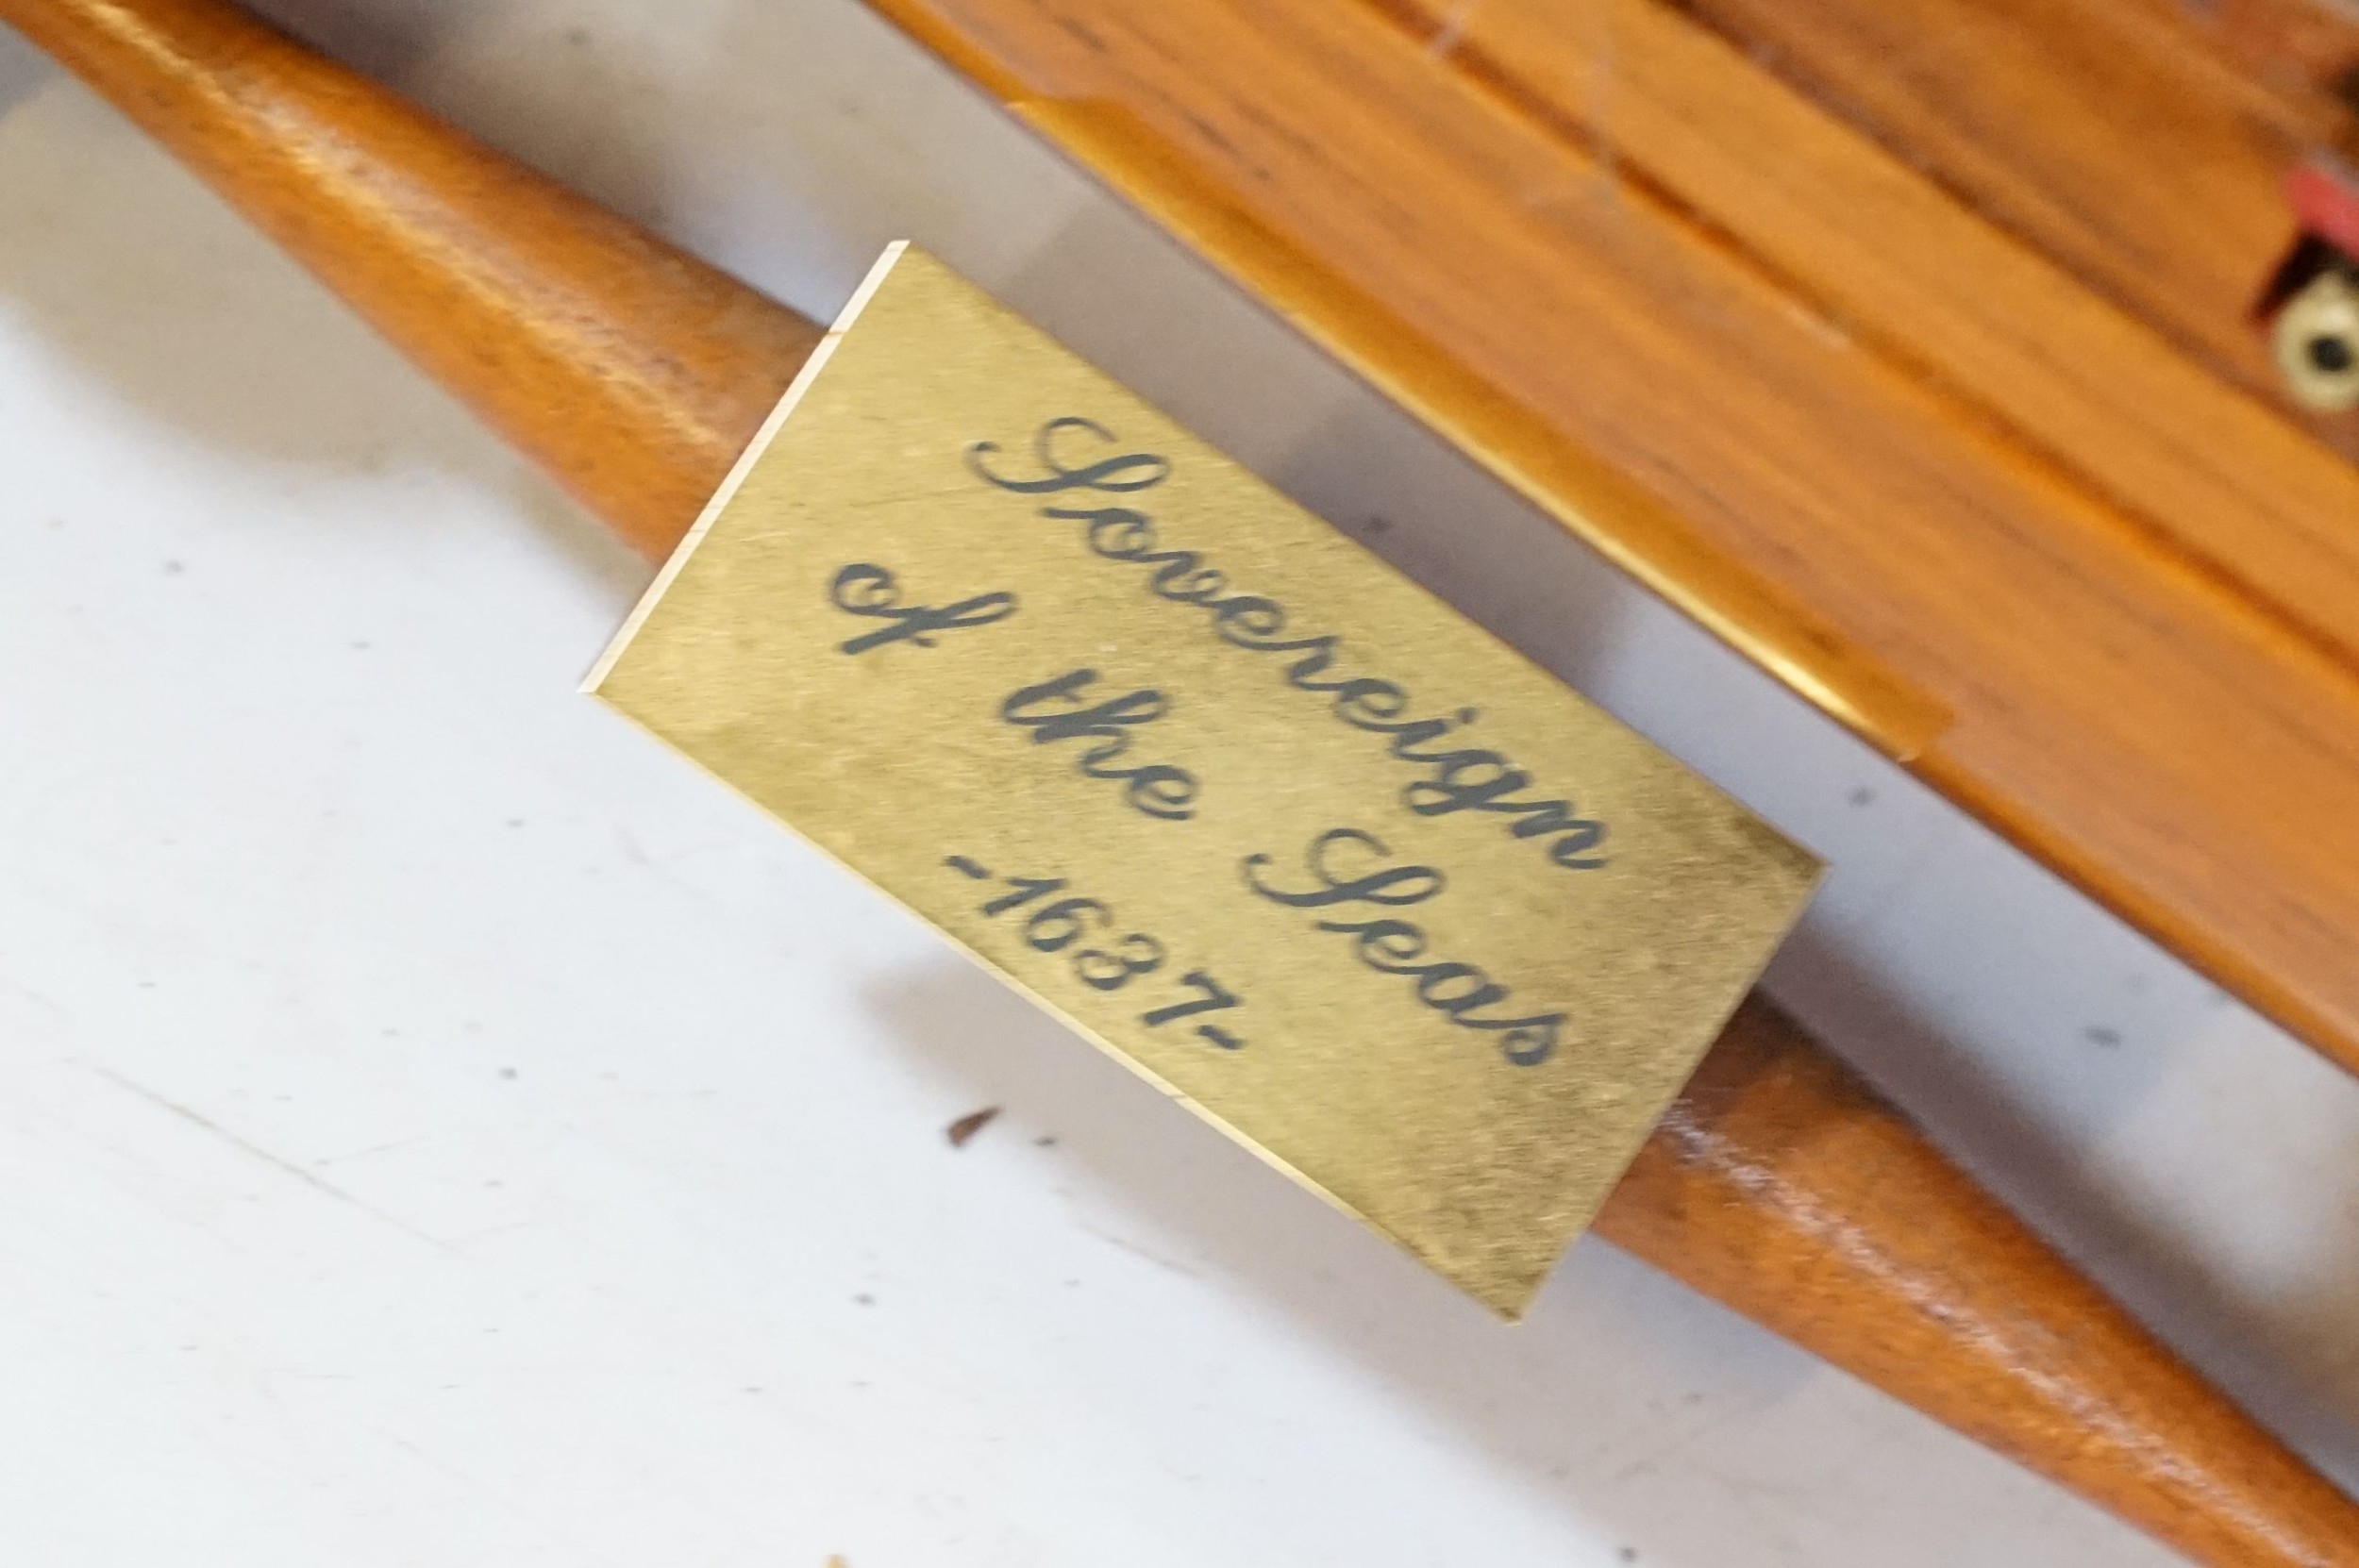 Sovereign
of the Seas
-1637-